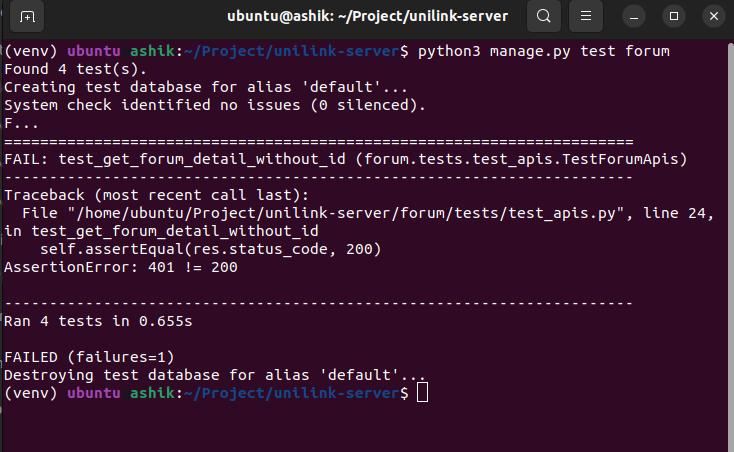 ubuntu@ashik: ~/Project/unilink-server
(venv) ubuntu ashik:~/Project/unilink-server$ python3 manage.py test forum
Found 4 test(s).
Creating test database for alias 'default'...
System check identified no issues (0 silenced).
F...
======================================================================
FAIL: test_get_forum_detail_without_id (forum.tests.test_apis.TestForumApis)
----------------------------------------------------------------------
Traceback (most recent call last):
  File "/home/ubuntu/Project/unilink-server/forum/tests/test_apis.py", line 24,
in test_get_forum_detail_without_id
    self.assertEqual(res.status_code, 200)
AssertionError: 401 != 200
----------------------------------------------------------------------
Ran 4 tests in 0.655s
FAILED (failures=1)
Destroying test database for alias 'default'...
(venv) ubuntu ashik:~/Project/unilink-server$